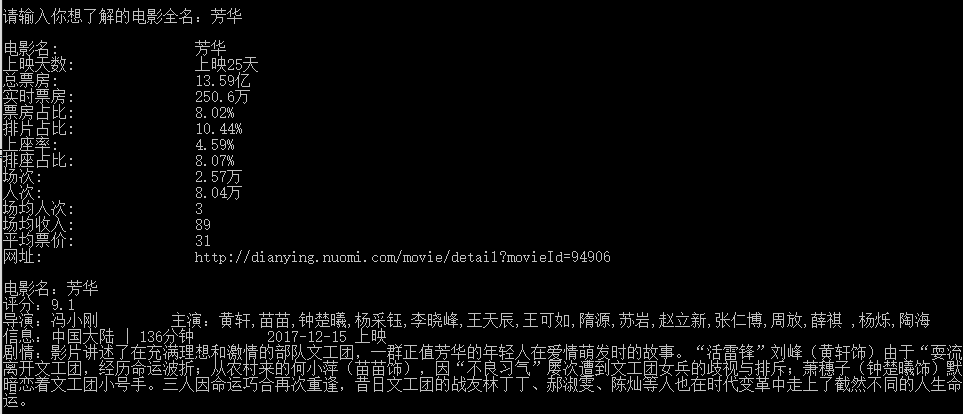 请输入你想了解的电影全名：芳华
电影名: 芳华
上映天数: 上映25天
总票房: 13.59亿
实时票房: 250.6万
票房占比: 8.02%
排片占比: 10.44%
上座率: 4.59%
排座占比: 8.07%
场次: 2.57万
人次: 8.04万
场均人次: 3
场均收入: 89
平均票价: 31
网址: http://dianying.nuomi.com/movie/detail?movieId=94906
电影名：芳华
评分：9.1
导演：冯小刚 主演：黄轩,苗苗,钟楚曦,杨采钰,李晓峰,王天辰,王可如,隋源,苏岩,赵立新,张仁博,周放,薛祺 ,杨烁,陶海
信息：中国大陆 | 136分钟 2017-12-15 上映
剧情：影片讲述了在充满理想和激情的部队文工团，一群正值芳华的年轻人在爱情萌发时的故事。“活雷锋”刘峰（黄轩饰）由于“耍流
离开文工团，经历命运波折；从农村来的何小萍（苗苗饰），因“不良习气”屡次遭到文工团女兵的歧视与排斥；萧穗子（钟楚曦饰）默
暗恋着文工团小号手。三人因命运巧合再次重逢，昔日文工团的战友林丁丁、郝淑雯、陈灿等人也在时代变革中走上了截然不同的人生命
运。